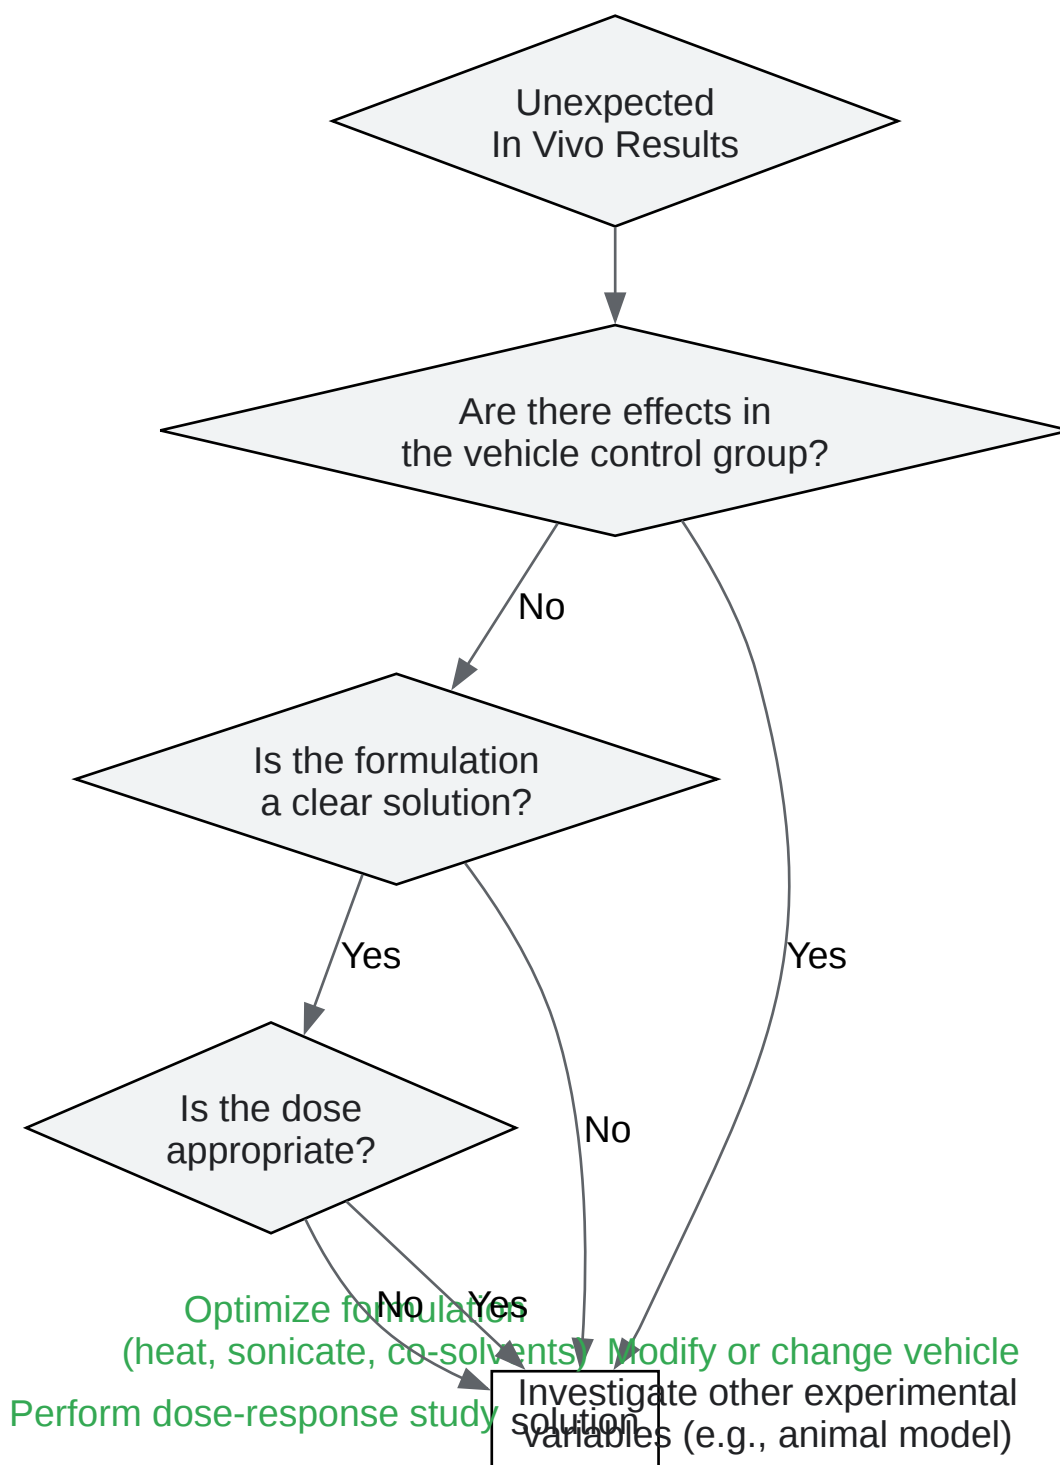 Unexpected
In Vivo Results
Are there effects in
the vehicle control group?
No
Is the formulation
a clear solution?
Yes
Yes
Is the dose
appropriate?
No
No
Yes
Optimize formulation
(heat, sonicate, co-solvents)
Modify or change vehicle
Perform dose-response study
solution
Investigate other experimental
variables (e.g., animal model)